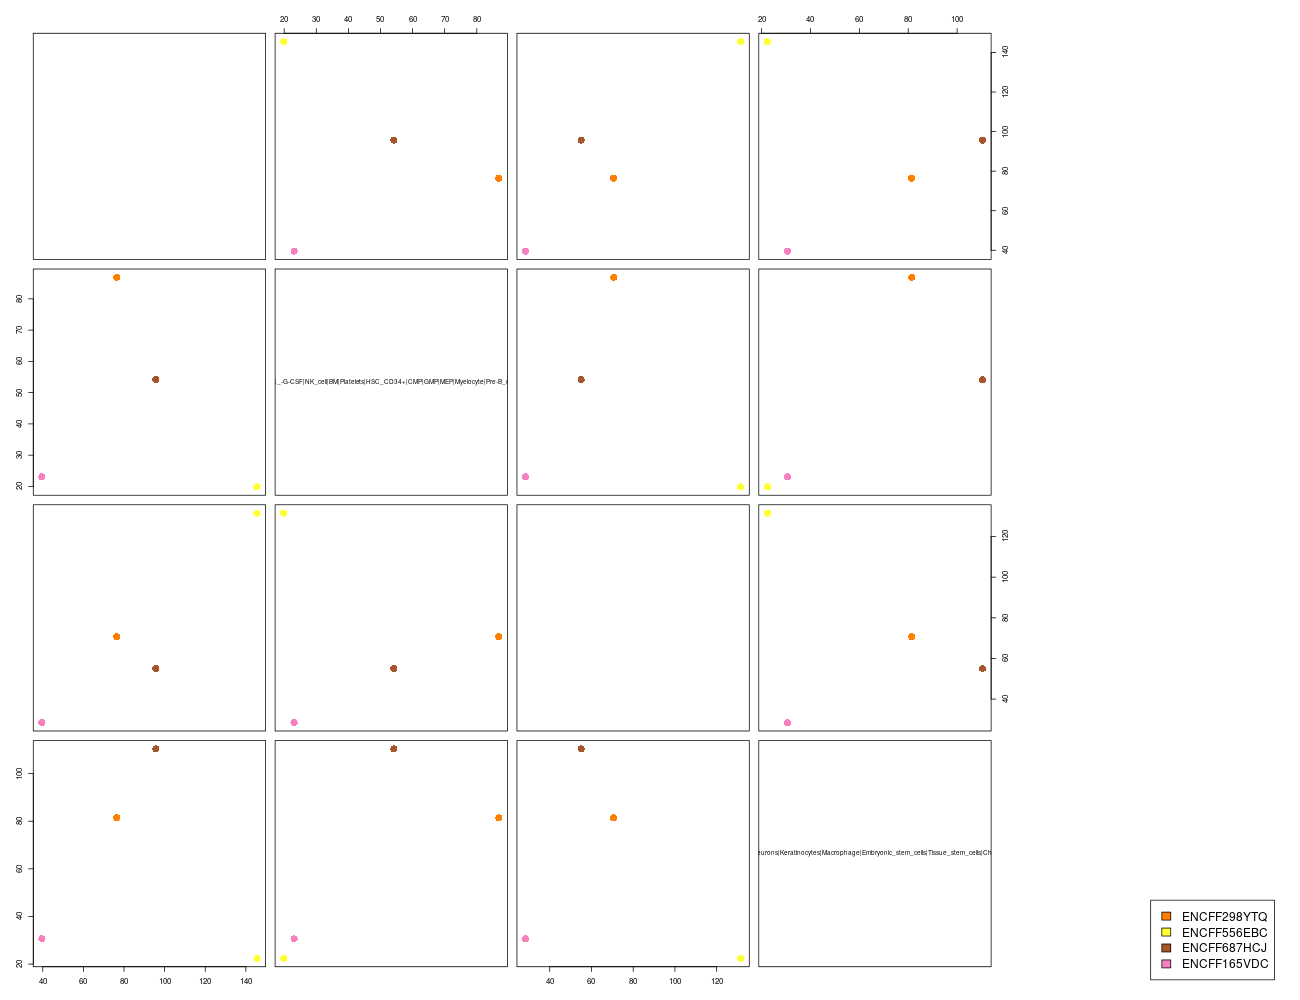 20 30 40 50 60 70 80
20 40 60 80 100
40 60 80 100 120 140
20 30 40 50 60 70 80
_-G-CSF|NK_cell|BM|Platelets|HSC_CD34+|CMP|GMP|MEP|Myelocyte|Pre-B_
40 60 80 100 120
20 40 60 80 100
eurons|Keratinocytes|Macrophage|Embryonic_stem_cells|Tissue_stem_cells|Ch
40 60 80 100 120 140
40 60 80 100 120
ENCFF298YTQ
ENCFF556EBC
ENCFF687HCJ
ENCFF165VDC